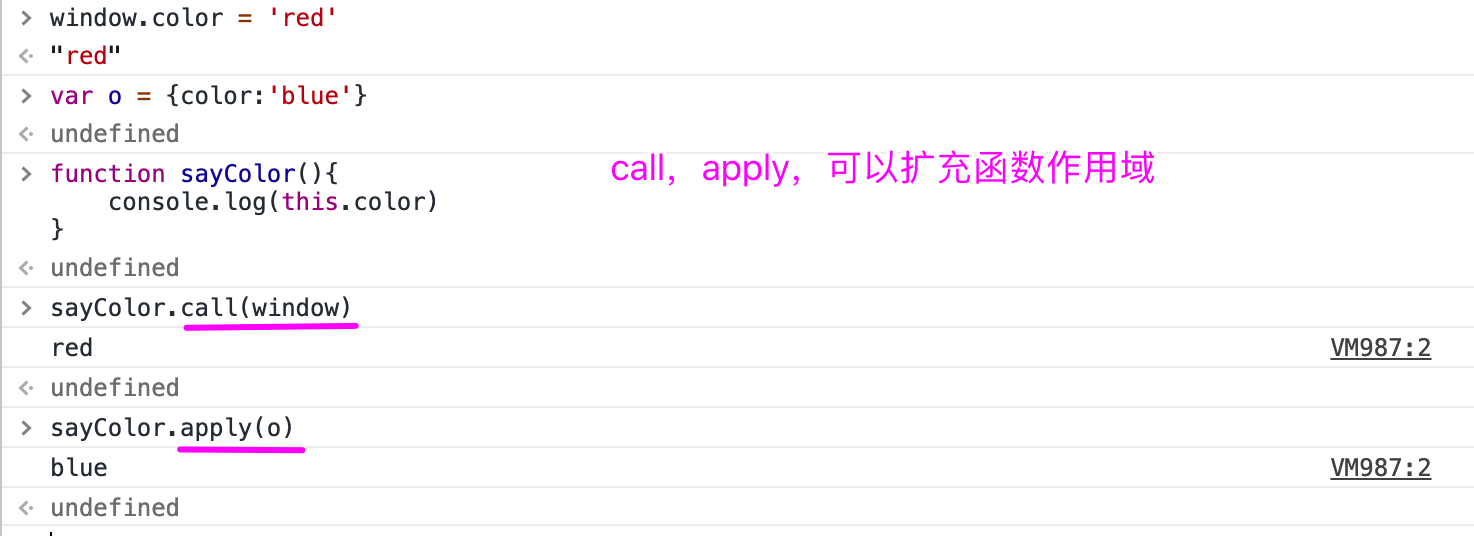 > window.color = 'red'
<· "red"
> var o = {color:'blue'}
<· undefined
call，apply，可以扩充函数作用域
> function sayColor(){
console.log(this.color)
}
<· undefined
> sayColor.call(window)
red VM987:2
<· undefined
> sayColor.apply(o)
blue VM987:2
<· undefined